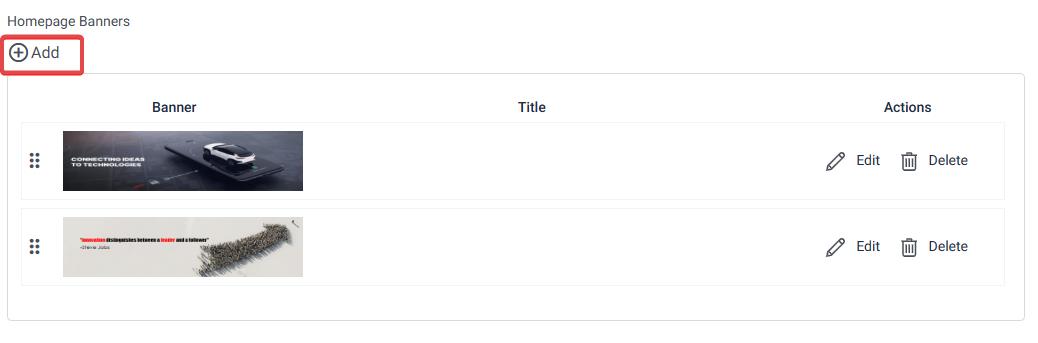 Homepage Banners
Add
Banner Title Actions
CONNECTING IDEAS
TO TECHNOLOGIES
Edit Delete
"Innovation distinguishes between a leader and a follower"
-Steve Jobs
Edit Delete